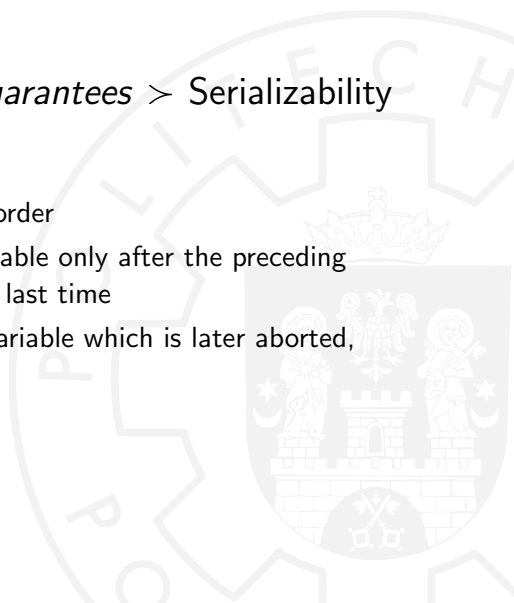 uarantees ≻ Serializability
order
able only after the preceding
last time
ariable which is later aborted,
P O L I T E C H
P O